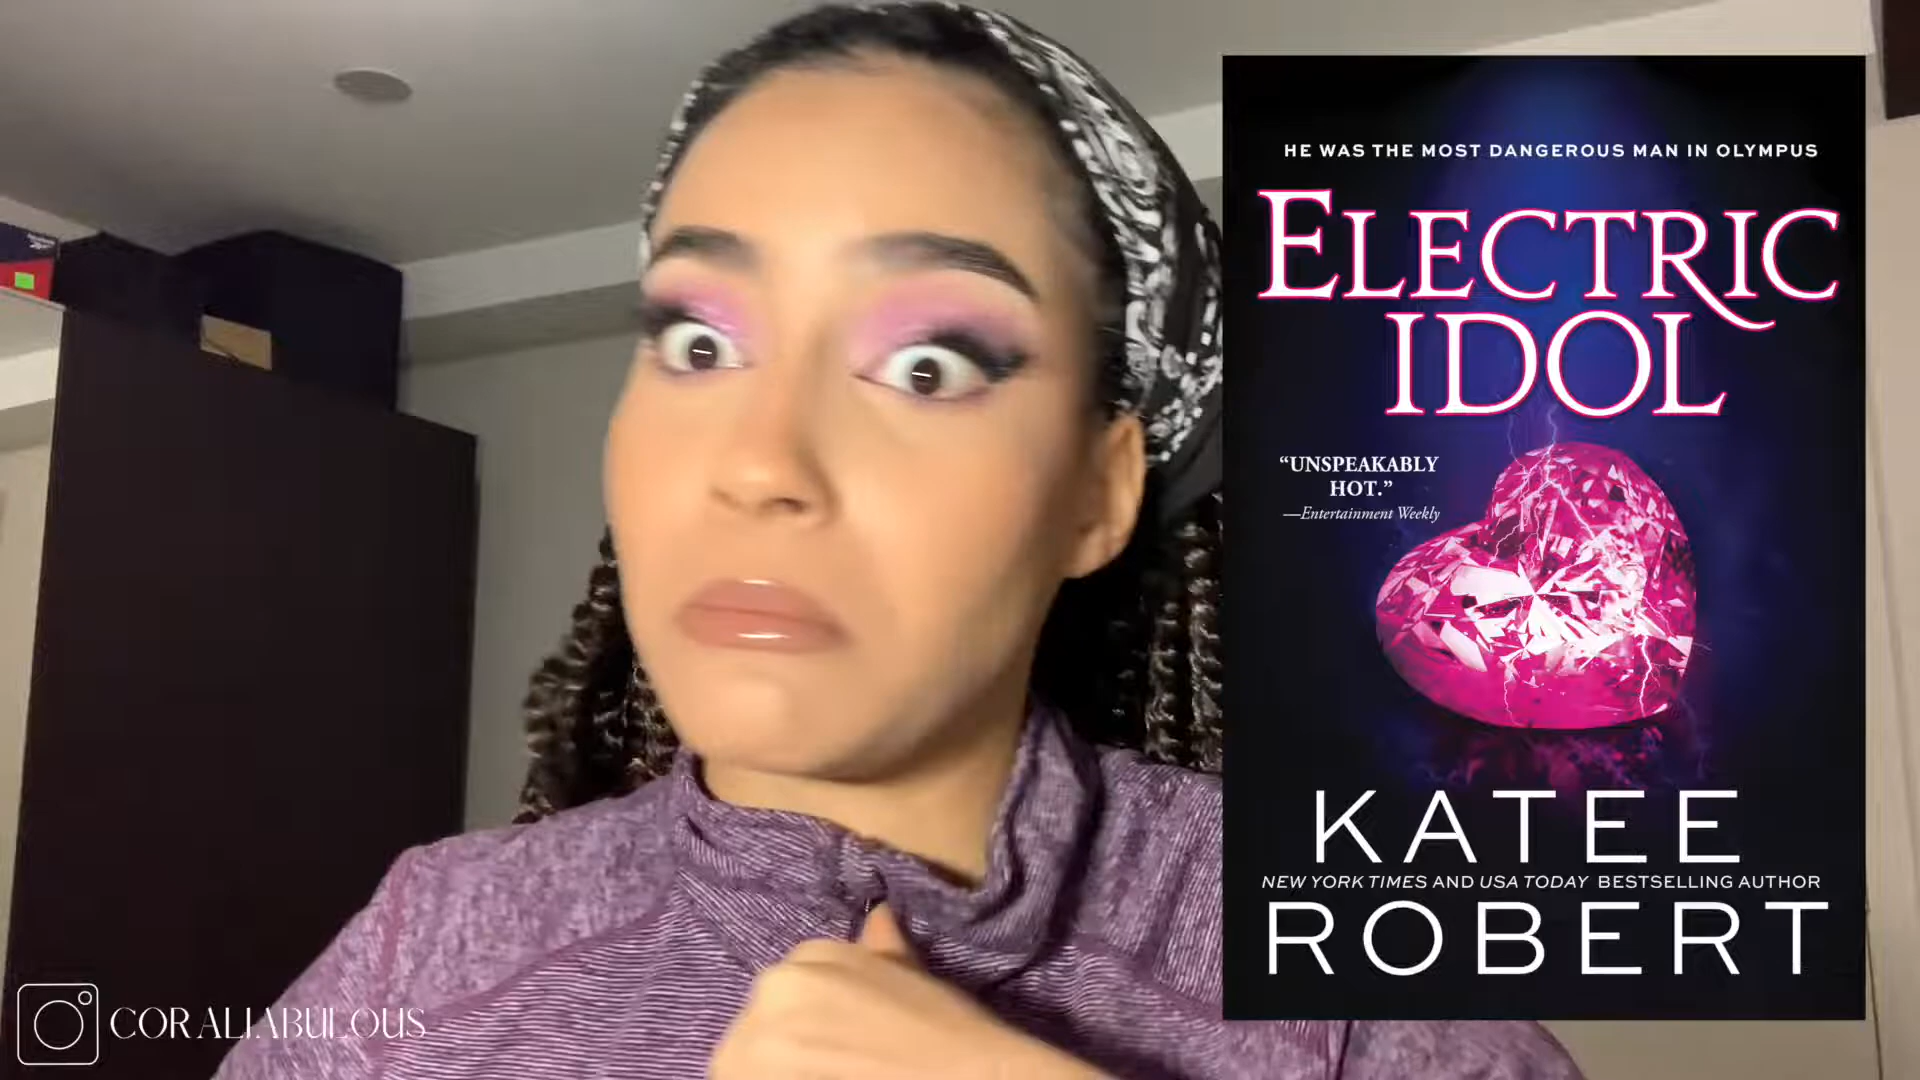 HE WAS THE MOST DANGEROUS MAN IN OLYMPUS
ELECTRIC
IDOL
“UNSPEAKABLY
HOT.”
—Entertainment Weekly
KATEE
NEW YORK TIMES AND USA TODAY BESTSELLING AUTHOR
ROBERT
CORALIABULOUS